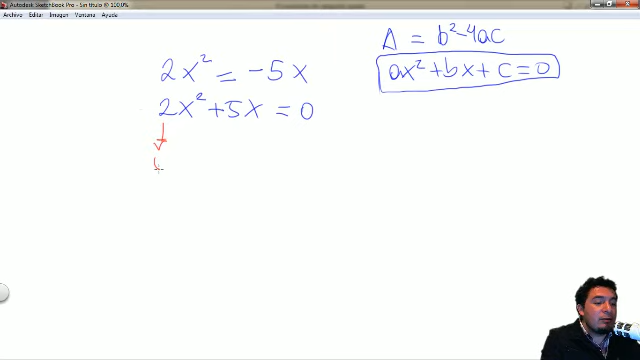 Autodesk SketchBook Pro - Sin título @ 100.0%
Archivo Editar Imagen Ventana Ayuda
Δ = b²-4ac
ax²+bx+c=0
2x² = -5x
2x²+5x=0